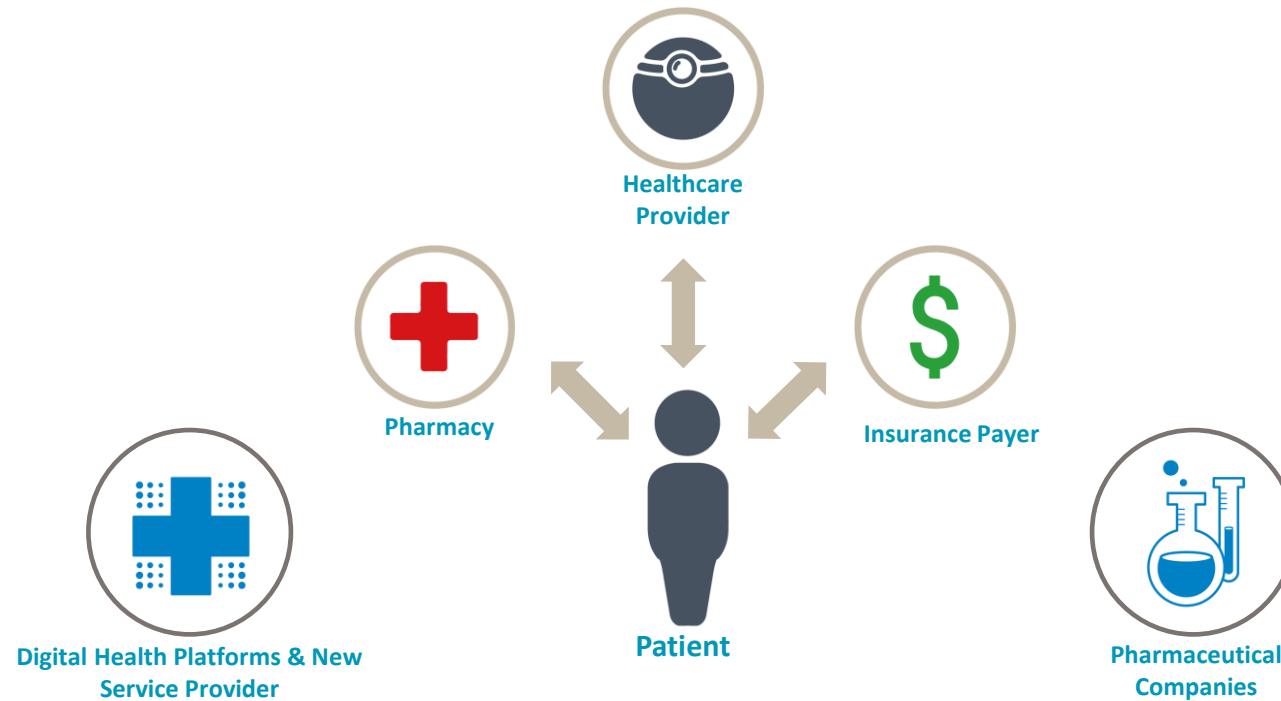 Healthcare
Provider
Pharmacy
$
Insurance Payer
Digital Health Platforms & New
Service Provider
Patient
Pharmaceutical
Companies